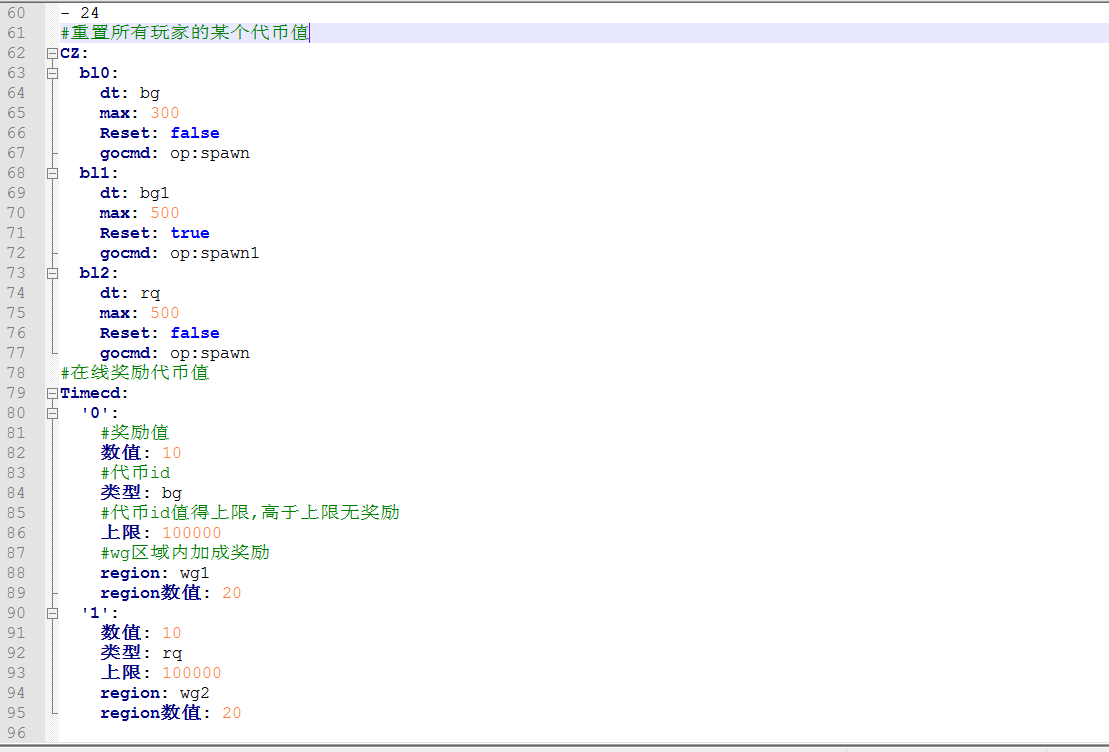 60 - 24
61 #重置所有玩家的某个代币值
62 CZ:
63 bl0:
64 dt: bg
65 max: 300
66 Reset: false
67 gocmd: op:spawn
68 bl1:
69 dt: bg1
70 max: 500
71 Reset: true
72 gocmd: op:spawn1
73 bl2:
74 dt: rq
75 max: 500
76 Reset: false
77 gocmd: op:spawn
78 #在线奖励代币值
79 Timecd:
80 '0':
81 #奖励值
82 数值: 10
83 #代币id
84 类型: bg
85 #代币id值得上限,高于上限无奖励
86 上限: 100000
87 #wg区域内加成奖励
88 region: wg1
89 region数值: 20
90 '1':
91 数值: 10
92 类型: rq
93 上限: 100000
94 region: wg2
95 region数值: 20
96